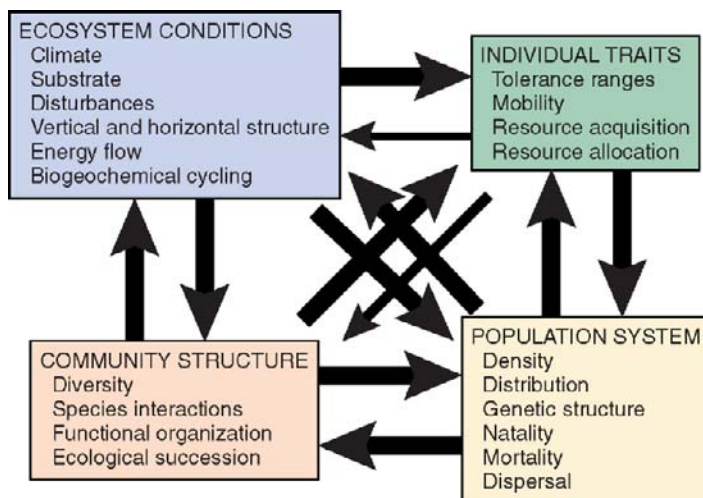 ECOSYSTEM CONDITIONS
Climate
Substrate
Disturbances
Vertical and horizontal structure
Energy flow
Biogeochemical cycling
INDIVIDUAL TRAITS
Tolerance ranges
Mobility
Resource acquisition
Resource allocation
COMMUNITY STRUCTURE
Diversity
Species interactions
Functional organization
Ecological succession
POPULATION SYSTEM
Density
Distribution
Genetic structure
Natality
Mortality
Dispersal